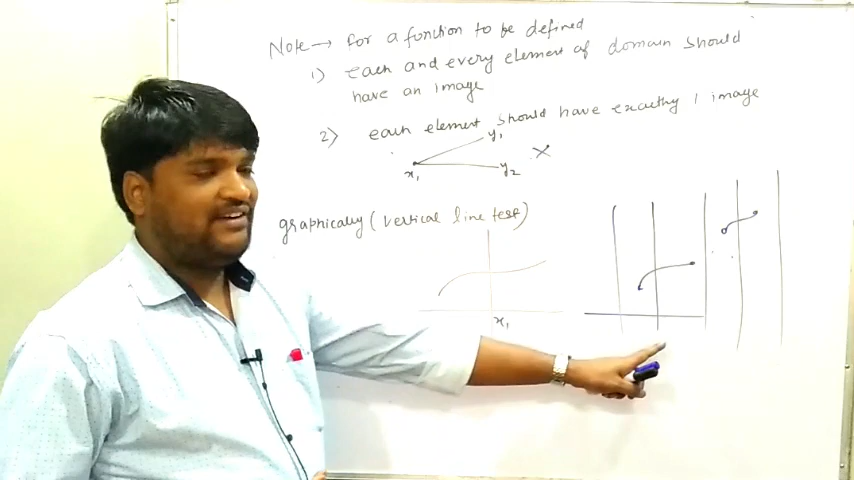 Note → for a function to be defined
1) each and every element of domain should
have an image
2) each element should have exactly 1 image
y₁
x₁ y₂ X
graphically (vertical line test)
x₁